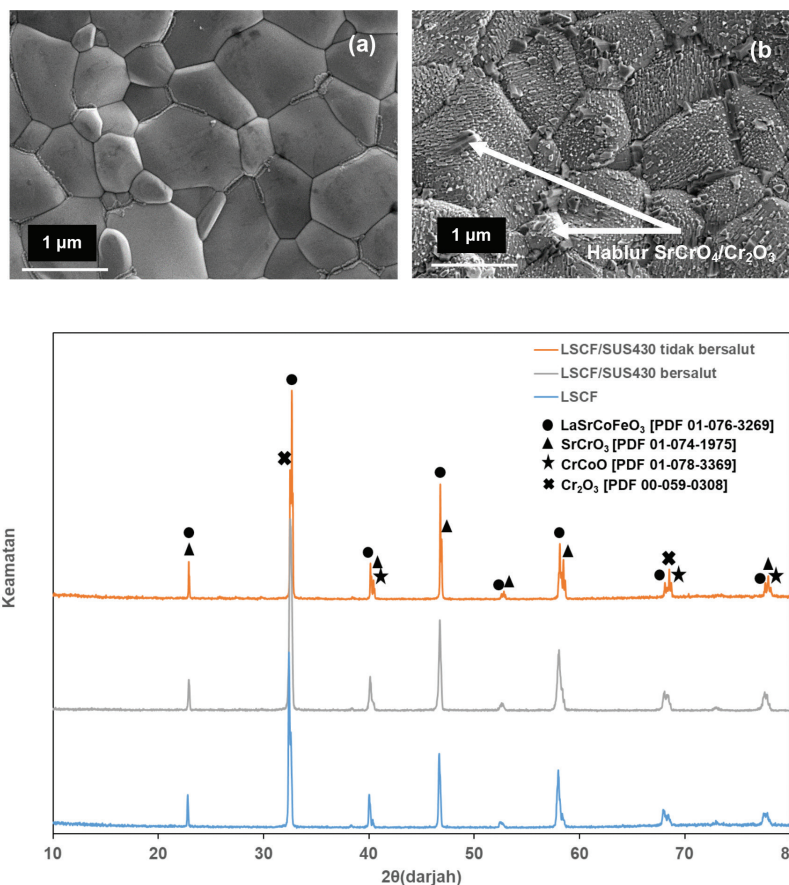 (a)
(b)
1 µm
1 µm
Hablur SrCrO₄/Cr₂O₃
LSCF/SUS430 tidak bersalut
LSCF/SUS430 bersalut
LSCF
LaSrCoFeO₃ [PDF 01-076-3269]
SrCrO₃ [PDF 01-074-1975]
CrCoO [PDF 01-078-3369]
Cr₂O₃ [PDF 00-059-0308]
Keamatan
10 20 30 40 50 60 70 8
2θ(darjah)